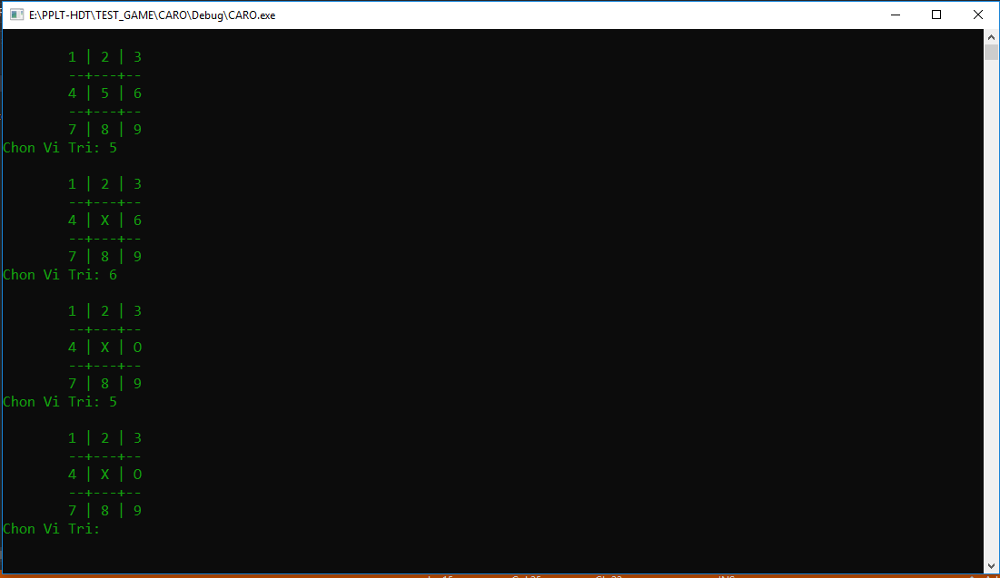 E:\PPLT-HDT\TEST_GAME\CARO\Debug\CARO.exe
1 | 2 | 3
--+---+--
4 | 5 | 6
--+---+--
7 | 8 | 9
Chon Vi Tri: 5
1 | 2 | 3
--+---+--
4 | X | 6
--+---+--
7 | 8 | 9
Chon Vi Tri: 6
1 | 2 | 3
--+---+--
4 | X | O
--+---+--
7 | 8 | 9
Chon Vi Tri: 5
1 | 2 | 3
--+---+--
4 | X | O
--+---+--
7 | 8 | 9
Chon Vi Tri: